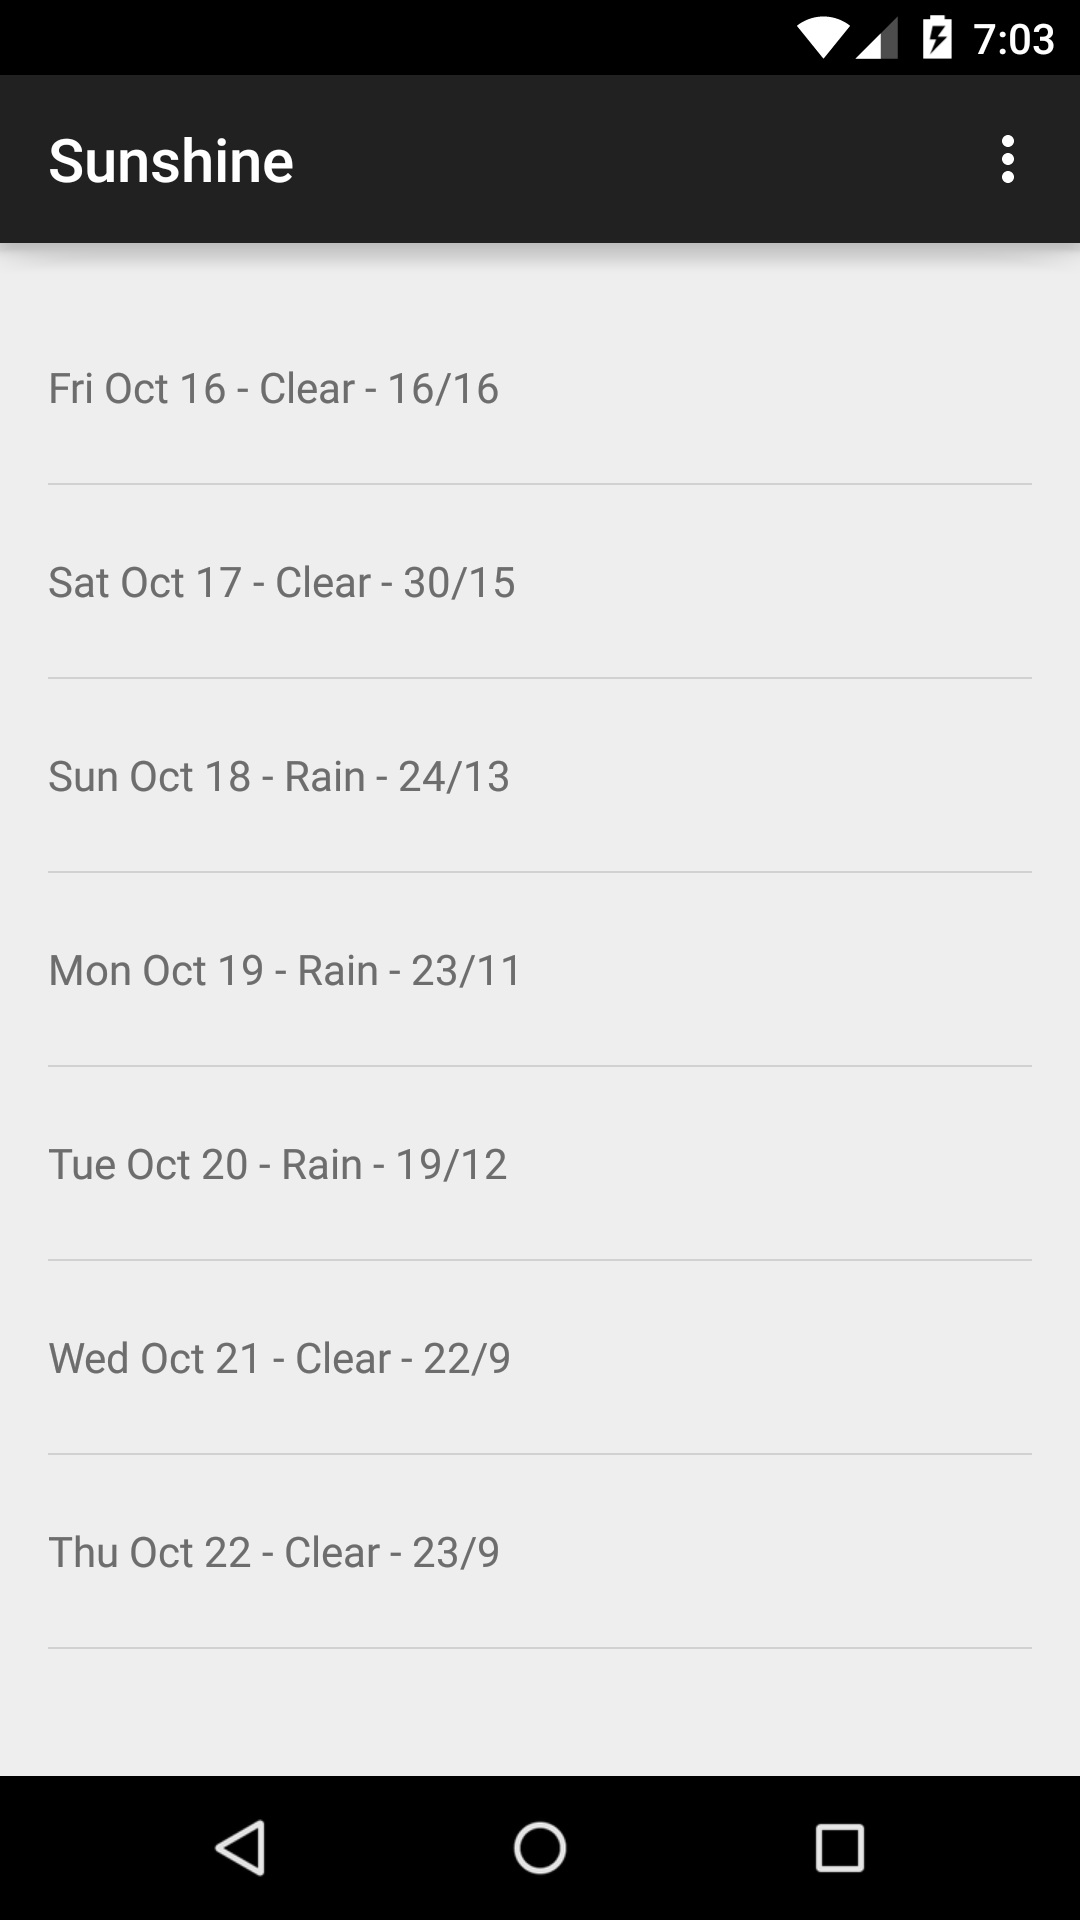 7:03
Sunshine
Fri Oct 16 - Clear - 16/16
Sat Oct 17 - Clear - 30/15
Sun Oct 18 - Rain - 24/13
Mon Oct 19 - Rain - 23/11
Tue Oct 20 - Rain - 19/12
Wed Oct 21 - Clear - 22/9
Thu Oct 22 - Clear - 23/9